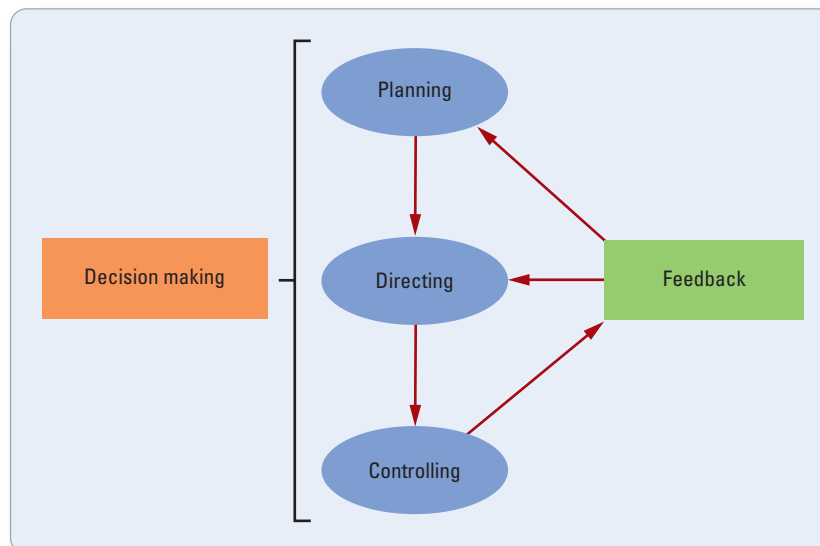 Planning
Decision making
Directing
Feedback
Controlling